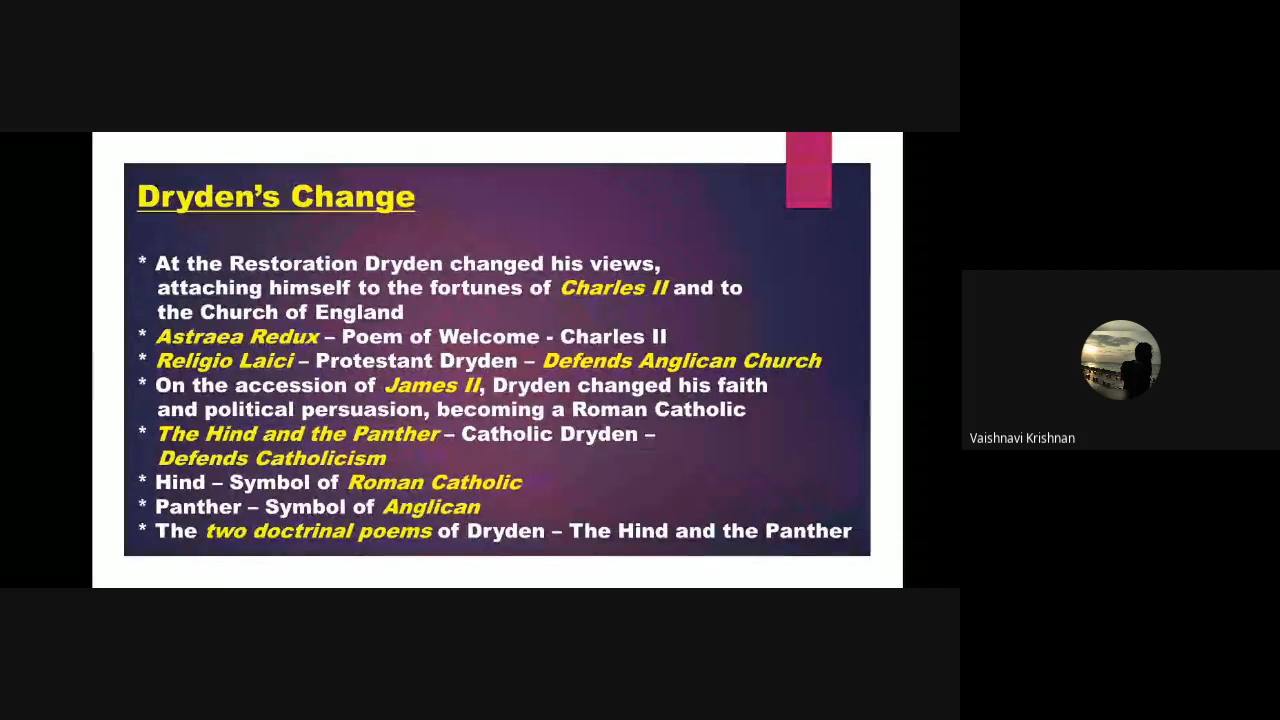 Dryden’s Change
* At the Restoration Dryden changed his views,
attaching himself to the fortunes of Charles II and to
the Church of England
* Astraea Redux – Poem of Welcome - Charles II
* Religio Laici – Protestant Dryden – Defends Anglican Church
* On the accession of James II, Dryden changed his faith
and political persuasion, becoming a Roman Catholic
* The Hind and the Panther – Catholic Dryden –
Defends Catholicism
* Hind – Symbol of Roman Catholic
* Panther – Symbol of Anglican
* The two doctrinal poems of Dryden – The Hind and the Panther
Vaishnavi Krishnan